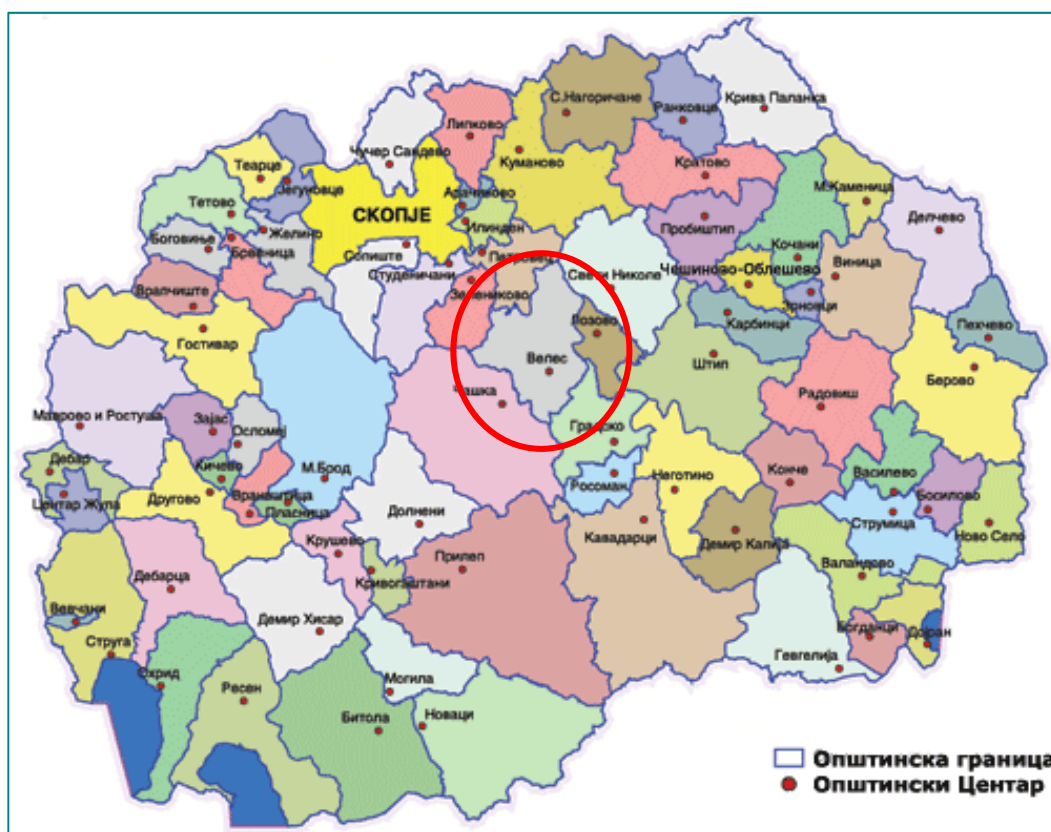 С.Нагоричане
Ранковце
Крива Паланка
Липково
Чучер Сандево
Куманово
Кратово
Теарце
Јегуновце
М.Каменица
Арачиново
Тетово
СКОПЈЕ
Илинден
Пробиштип
Делчево
Боговиње
Желино
Брвеница
Сопиште
Петровец
Кочани
Студеничани
Свети Николе
Чешиново-Облешево
Виница
Зелениково
Зрновци
Врапчиште
Карбинци
Пехчево
Лозово
Гостивар
Велес
Штип
Берово
Чашка
Радовиш
Маврово и Ростуша
Зајас
Осломеј
Градско
Дебар
Кичево
М.Брод
Неготино
Конче
Василево
Центар Жупа
Другово
Вранештица
Росоман
Босилово
Пласница
Долнени
Струмица
Крушево
Кавадарци
Демир Капија
Ново Село
Прилеп
Валандово
Дебарца
Кривогаштани
Вевчани
Демир Хисар
Струга
Богданци
Дојран
Гевгелија
Охрид
Ресен
Могила
Битола
Новаци
Општинска граница
Општински Центар